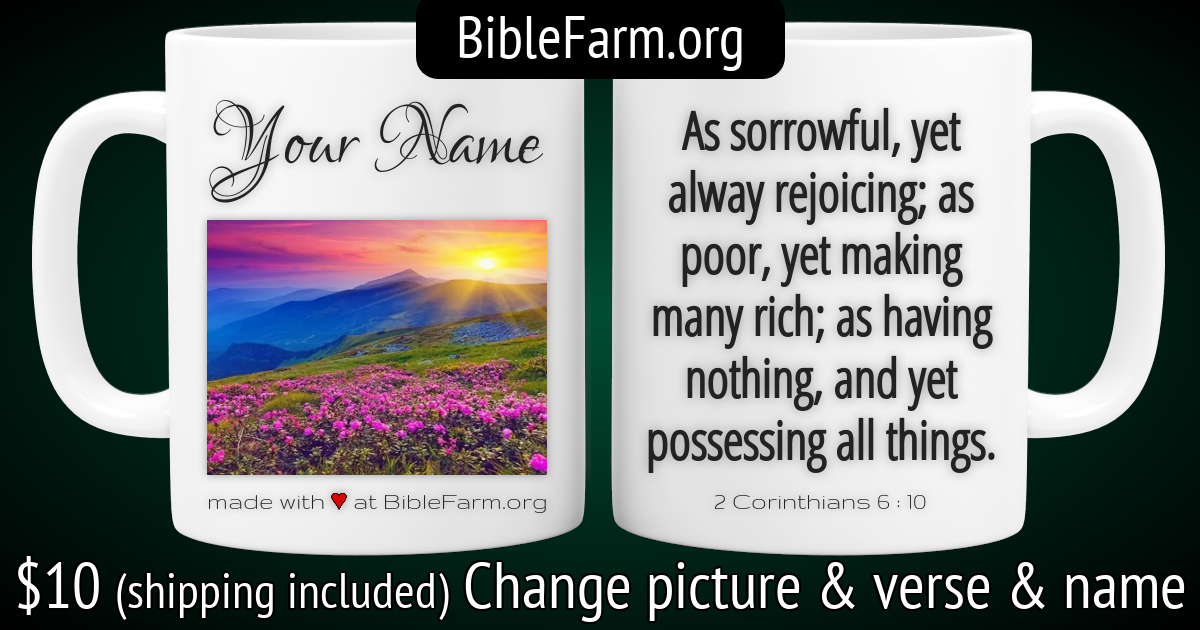 BibleFarm.org
Your Name
made with ♥ at BibleFarm.org
As sorrowful, yet
alway rejoicing; as
poor, yet making
many rich; as having
nothing, and yet
possessing all things.
2 Corinthians 6 : 10
$10 (shipping included) Change picture & verse & name